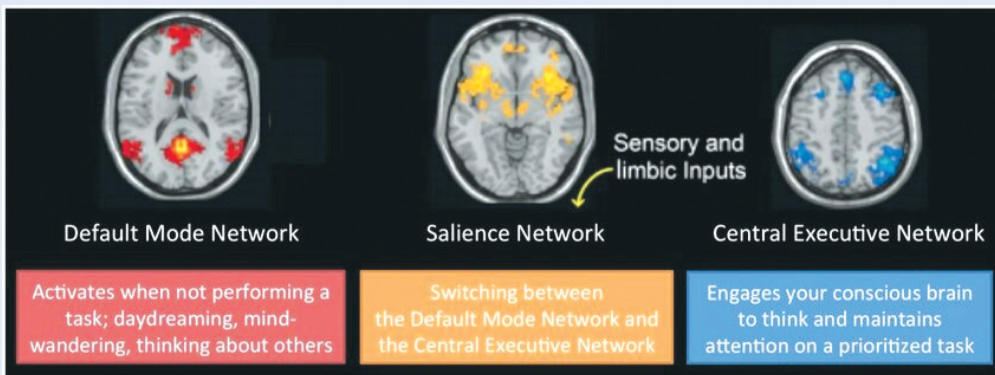 Sensory and
limbic Inputs
Default Mode Network
Salience Network
Central Executive Network
Activates when not performing a
task; daydreaming, mind-
wandering, thinking about others
Switching between
the Default Mode Network and
the Central Executive Network
Engages your conscious brain
to think and maintains
attention on a prioritized task